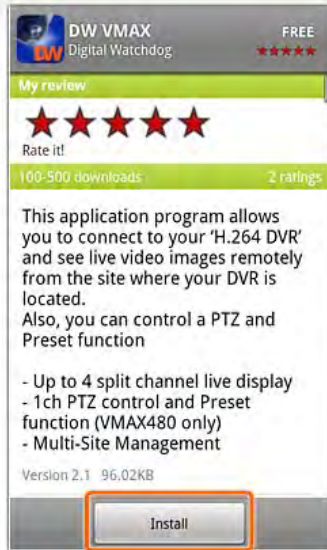 DW VMAX
FREE
Digital Watchdog
My review
Rate it!
100-500 downloads
2 ratings
This application program allows
you to connect to your 'H.264 DVR'
and see live video images remotely
from the site where your DVR is
located.
Also, you can control a PTZ and
Preset function
- Up to 4 split channel live display
- 1ch PTZ control and Preset
function (VMAX480 only)
- Multi-Site Management
Version 2.1 96.02KB
Install